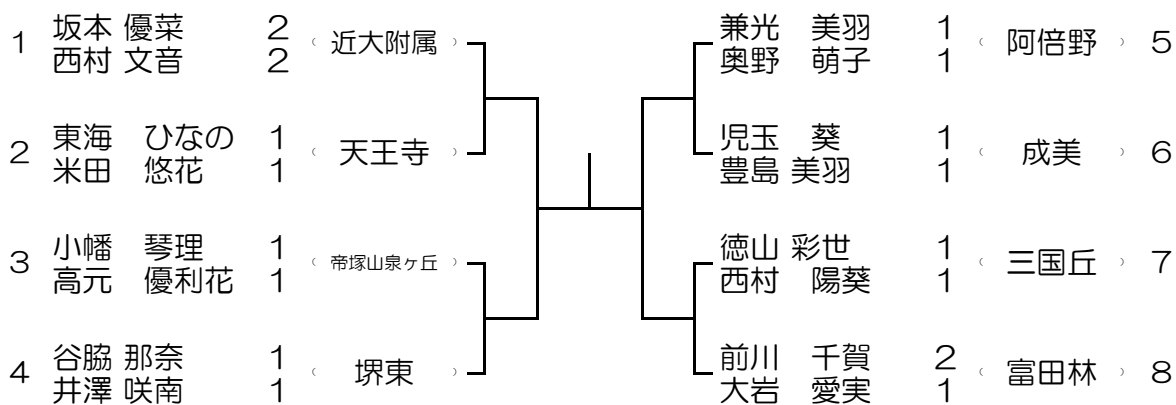 1 坂本 優菜 2 ( 近大附属 )
西村 文音 2
2 東海 ひなの 1 ( 天王寺 )
米田 悠花 1
3 小幡 琴理 1 ( 帝塚山泉ヶ丘 )
高元 優利花 1
4 谷脇 那奈 1 ( 堺東 )
井澤 咲南 1
兼光 美羽 1 ( 阿倍野 ) 5
奥野 萌子 1
児玉 葵 1 ( 成美 ) 6
豊島 美羽 1
徳山 彩世 1 ( 三国丘 ) 7
西村 陽葵 1
前川 千賀 2 ( 富田林 ) 8
大岩 愛実 1